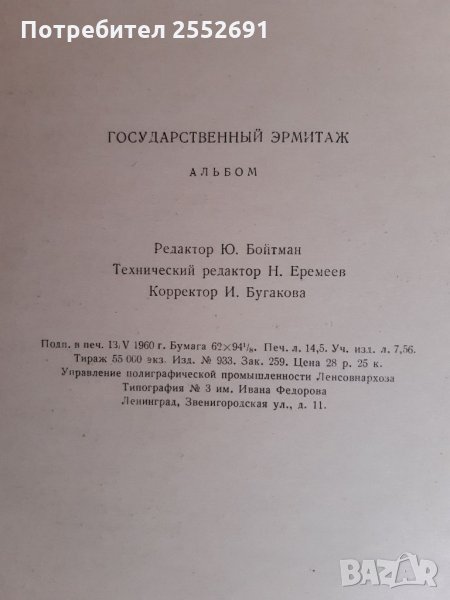 Потребител 2552691
ГОСУДАРСТВЕННЫЙ ЭРМИТАЖ
АЛЬБОМ
Редактор Ю. Бойтман
Технический редактор Н. Еремеев
Корректор И. Бугакова
Подп. в печ. 13/V 1960 г. Бумага 62×94¹/₈. Печ. л. 14,5. Уч. изд. л. 7,56.
Тираж 55 000 экз. Изд. № 933. Зак. 259. Цена 28 р. 25 к.
Управление полиграфической промышленности Ленсовнархоза
Типография № 3 им. Ивана Федорова
Ленинград, Звенигородская ул., д. 11.
BAZAR